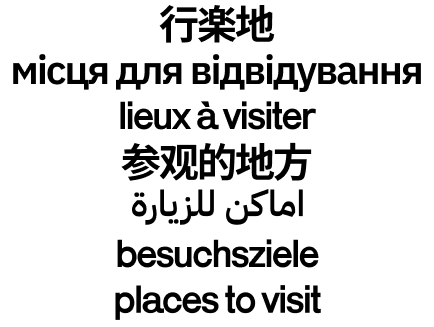 行楽地
місця для відвідування
lieux à visiter
参观的地方
اماكن للزيارة
besuchsziele
places to visit